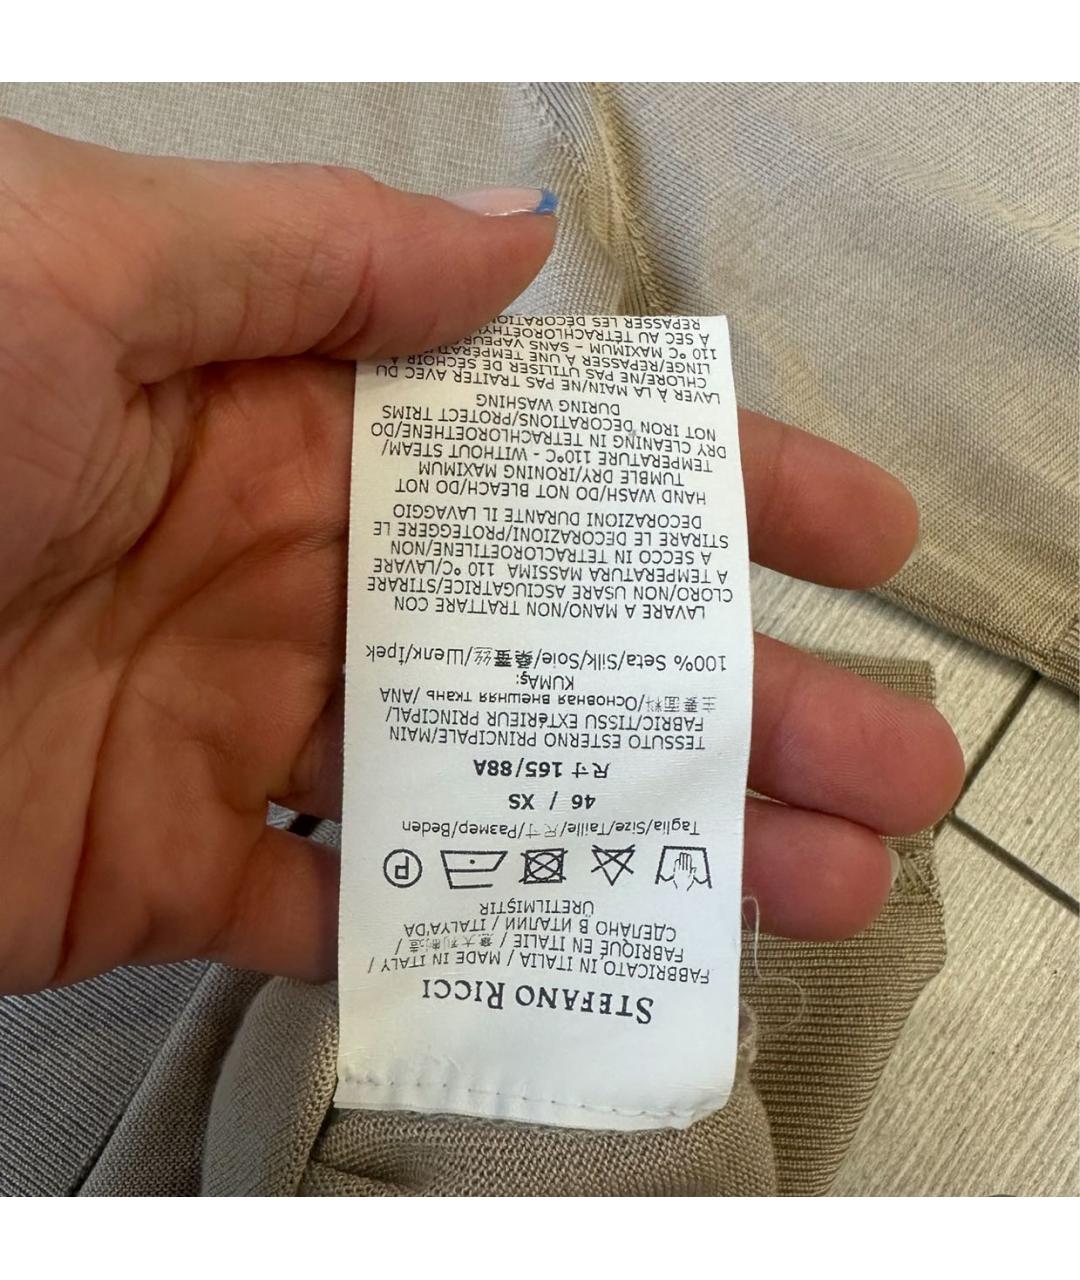 STEFANO RICCI
FABBRICATO IN ITALIA / MADE IN ITALY /
FABRIQUÉ EN ITALIE / 意大利制造 /
СДЕЛАНО В ИТАЛИИ / ITALYA'DA
ÜRETILMIŞTIR
P
Taglia/Size/Taille/尺寸/Размер/Beden
46 / XS
尺寸 165/88A
TESSUTO ESTERNO PRINCIPALE/MAIN
FABRIC/TISSU EXTÉRIEUR PRINCIPAL/
主要面料/Основная внешняя ткань /ANA
KUMAŞ:
100% Seta/Silk/Soie/桑蚕丝/Шелк/İpek
LAVARE A MANO/NON TRATTARE CON
CLORO/NON USARE ASCIUGATRICE/STIRARE
A TEMPERATURA MASSIMA 110 °C/LAVARE
A SECCO IN TETRACLOROETILENE/NON
STIRARE LE DECORAZIONI/PROTEGGERE LE
DECORAZIONI DURANTE IL LAVAGGIO
HAND WASH/DO NOT BLEACH/DO NOT
TUMBLE DRY/IRONING MAXIMUM
TEMPERATURE 110°C - WITHOUT STEAM/
DRY CLEANING IN TETRACHLOROETHENE/DO
NOT IRON DECORATIONS/PROTECT TRIMS
DURING WASHING
LAVER À LA MAIN/NE PAS TRAITER AVEC DU
CHLORE/NE PAS UTILISER DE SÉCHOIR À
LINGE/REPASSER À UNE
110 °C MAXIMUM - SANS VAPEUR
À SEC AU
REPASSER LES